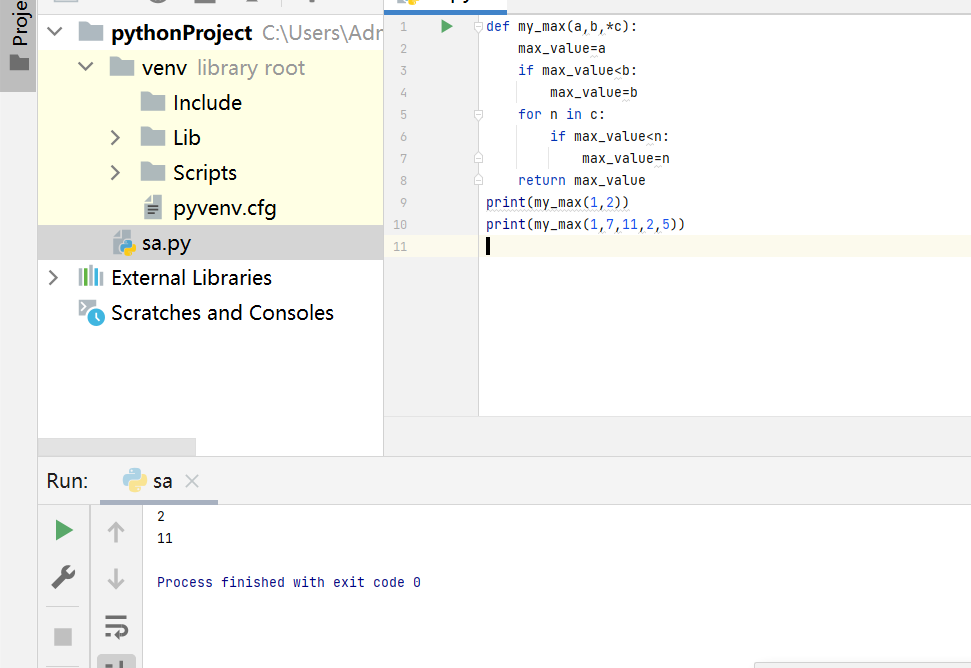 Proje
pythonProject C:\Users\Adr
venv library root
Include
Lib
Scripts
pyvenv.cfg
sa.py
External Libraries
Scratches and Consoles
1 def my_max(a,b,*c):
2 max_value=a
3 if max_value<b:
4 max_value=b
5 for n in c:
6 if max_value<n:
7 max_value=n
8 return max_value
9 print(my_max(1,2))
10 print(my_max(1,7,11,2,5))
11
Run: sa
2
11
Process finished with exit code 0